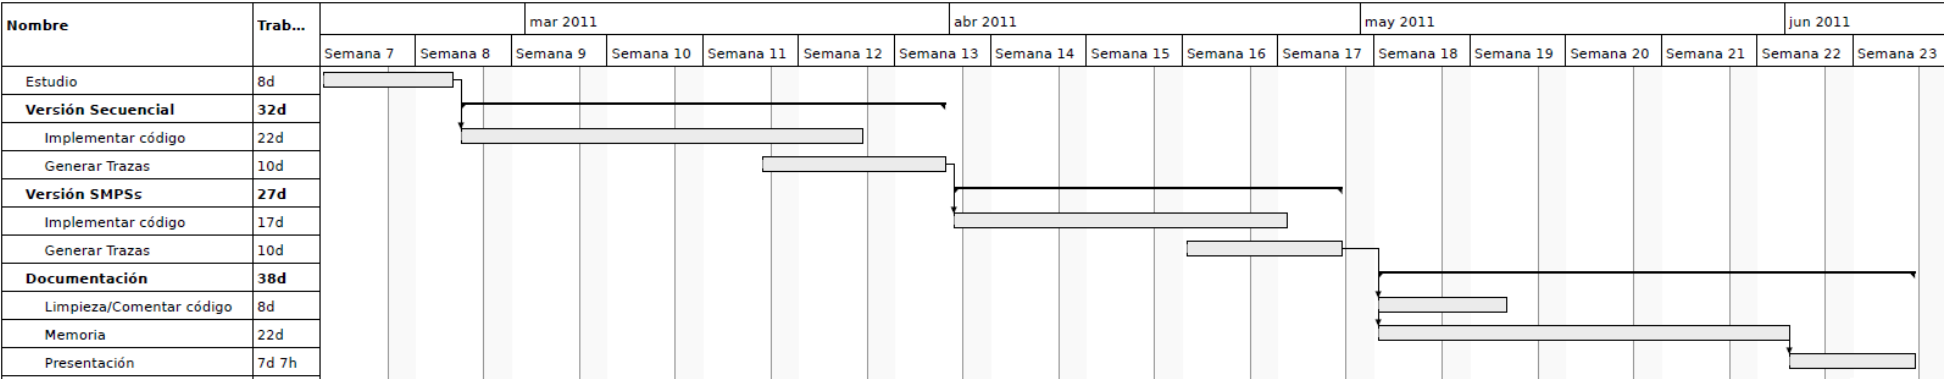 Nombre Trab... mar 2011 abr 2011 may 2011 jun 2011
Semana 7 Semana 8 Semana 9 Semana 10 Semana 11 Semana 12 Semana 13 Semana 14 Semana 15 Semana 16 Semana 17 Semana 18 Semana 19 Semana 20 Semana 21 Semana 22 Semana 23
Estudio 8d
Versión Secuencial 32d
Implementar código 22d
Generar Trazas 10d
Versión SMPSs 27d
Implementar código 17d
Generar Trazas 10d
Documentación 38d
Limpieza/Comentar código 8d
Memoria 22d
Presentación 7d 7h